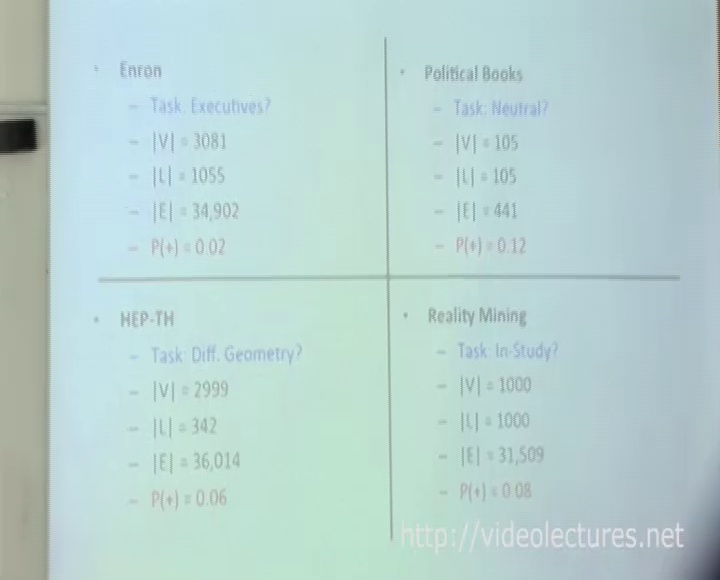 • Enron
– Task: Executives?
– |V| = 3081
– |L| = 1055
– |E| = 34,902
– P(+) = 0.02
• Political Books
– Task: Neutral?
– |V| = 105
– |L| = 105
– |E| = 441
– P(+) = 0.12
• HEP-TH
– Task: Diff. Geometry?
– |V| = 2999
– |L| = 342
– |E| = 36,014
– P(+) = 0.06
• Reality Mining
– Task: In-Study?
– |V| = 1000
– |L| = 1000
– |E| = 31,509
– P(+) = 0.08
http://videolectures.net